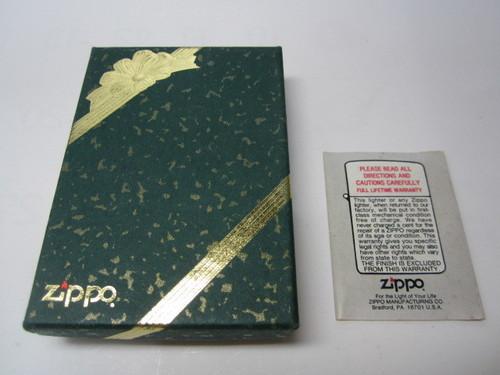 zippo
PLEASE READ ALL
DIRECTIONS AND
CAUTIONS CAREFULLY
FULL LIFETIME WARRANTY
This lighter or any Zippo
lighter, when returned to our
factory, will be put in first-
class mechanical condition
free of charge. We have
never charged a cent for the
repair of a ZIPPO regardless
of its age or condition. This
warranty gives you specific
legal rights and you may also
have other rights which vary
from state to state.
THE FINISH IS EXCLUDED
FROM THIS WARRANTY.
zippo
For the Light of Your Life
ZIPPO MANUFACTURING CO.
Bradford, PA 16701 U.S.A.